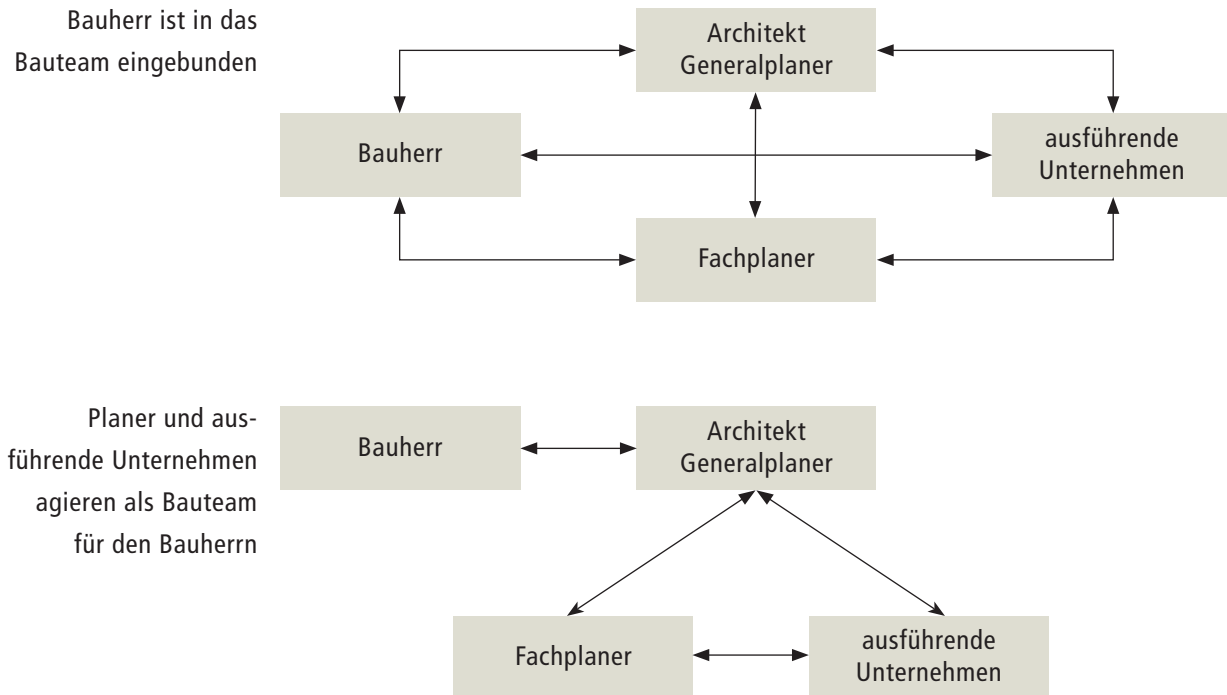 Bauherr ist in das
Bauteam eingebunden
Architekt
Generalplaner
Bauherr
ausführende
Unternehmen
Fachplaner
Planer und aus-
führende Unternehmen
agieren als Bauteam
für den Bauherrn
Bauherr
Architekt
Generalplaner
Fachplaner
ausführende
Unternehmen